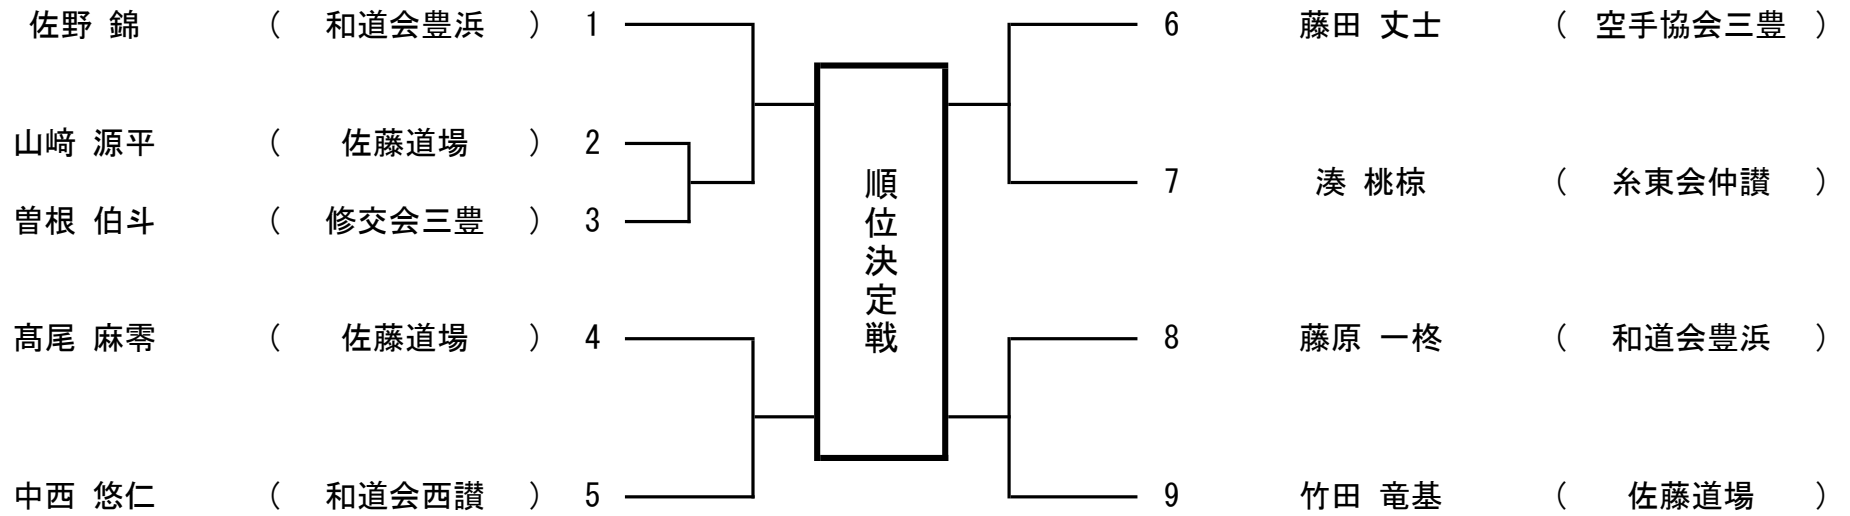 佐野 錦 ( 和道会豊浜 ) 1
山﨑 源平 ( 佐藤道場 ) 2
曽根 伯斗 ( 修交会三豊 ) 3
髙尾 麻零 ( 佐藤道場 ) 4
中西 悠仁 ( 和道会西讃 ) 5
順位決定戦
6 藤田 丈士 ( 空手協会三豊 )
7 湊 桃椋 ( 糸東会仲讃 )
8 藤原 一柊 ( 和道会豊浜 )
9 竹田 竜基 ( 佐藤道場 )